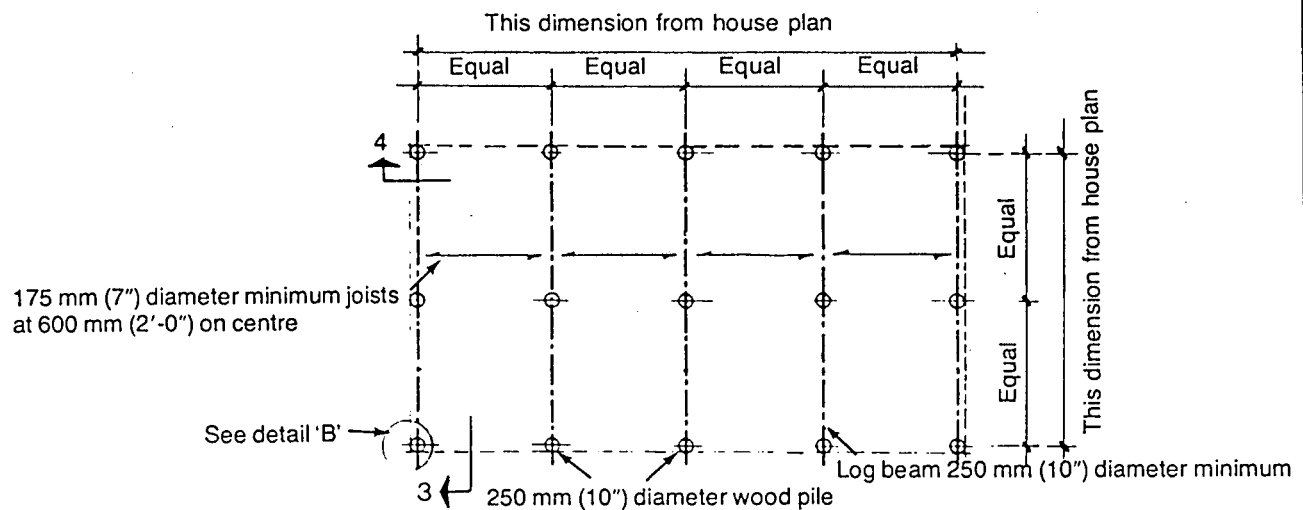 This dimension from house plan
Equal
Equal
Equal
Equal
4
This dimension from house plan
Equal
175 mm (7″) diameter minimum joists
at 600 mm (2′-0″) on centre
Equal
See detail ‘B’
Log beam 250 mm (10″) diameter minimum
3
250 mm (10″) diameter wood pile